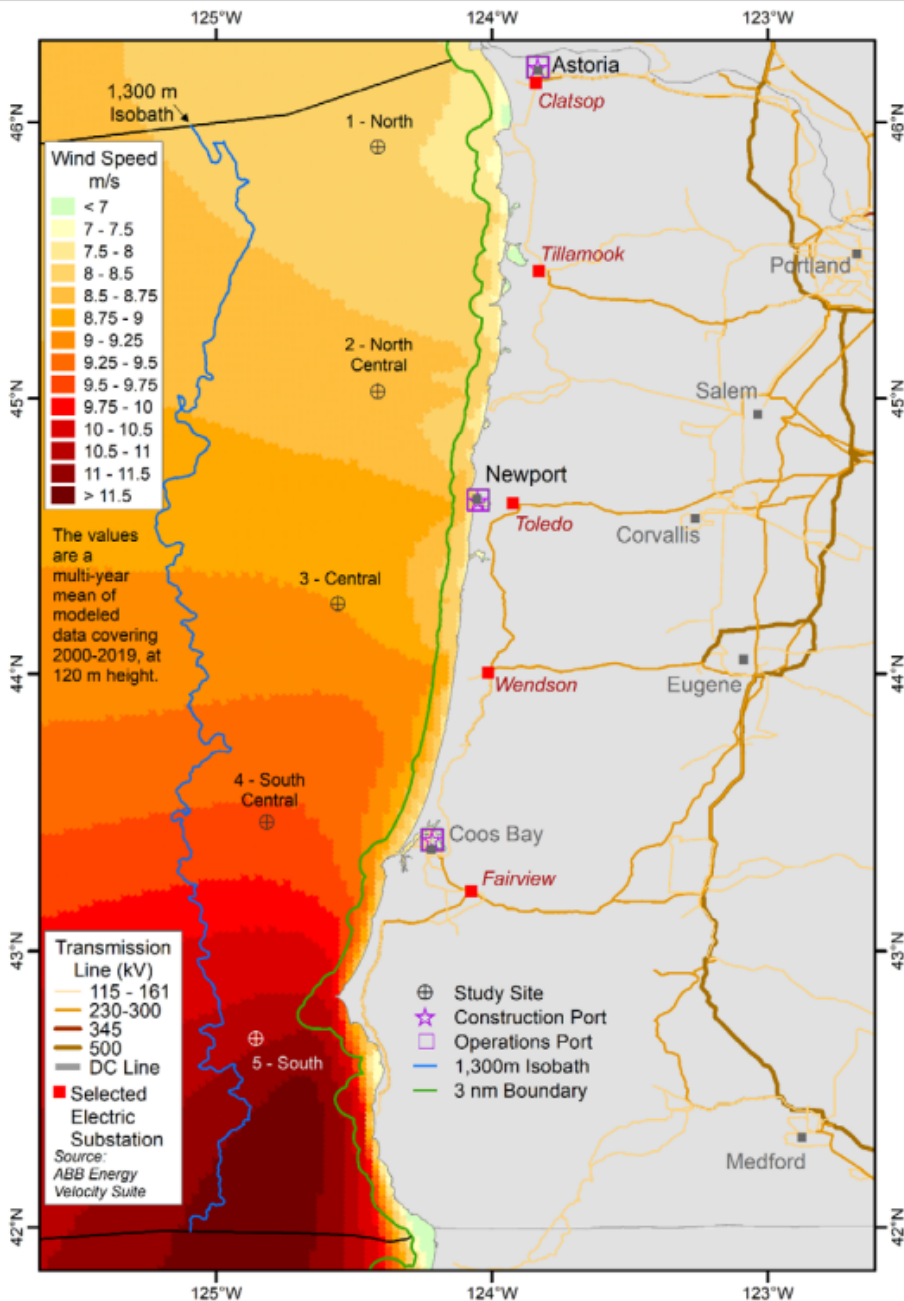 125°W
124°W
123°W
46°N
45°N
44°N
43°N
42°N
1,300 m
Isobath
1 - North
Astoria
Clatsop
Wind Speed
m/s
< 7
7 - 7.5
7.5 - 8
8 - 8.5
8.5 - 8.75
8.75 - 9
9 - 9.25
9.25 - 9.5
9.5 - 9.75
9.75 - 10
10 - 10.5
10.5 - 11
11 - 11.5
> 11.5
Tillamook
Portland
2 - North
Central
Salem
Newport
Toledo
Corvallis
The values
are a
multi-year
mean of
modeled
data covering
2000-2019, at
120 m height.
3 - Central
Wendson
Eugene
4 - South
Central
Coos Bay
Fairview
Transmission
Line (kV)
115 - 161
230-300
345
500
DC Line
Selected
Electric
Substation
Source:
ABB Energy
Velocity Suite
5 - South
Study Site
Construction Port
Operations Port
1,300m Isobath
3 nm Boundary
Medford
46°N
45°N
44°N
43°N
42°N
125°W
124°W
123°W